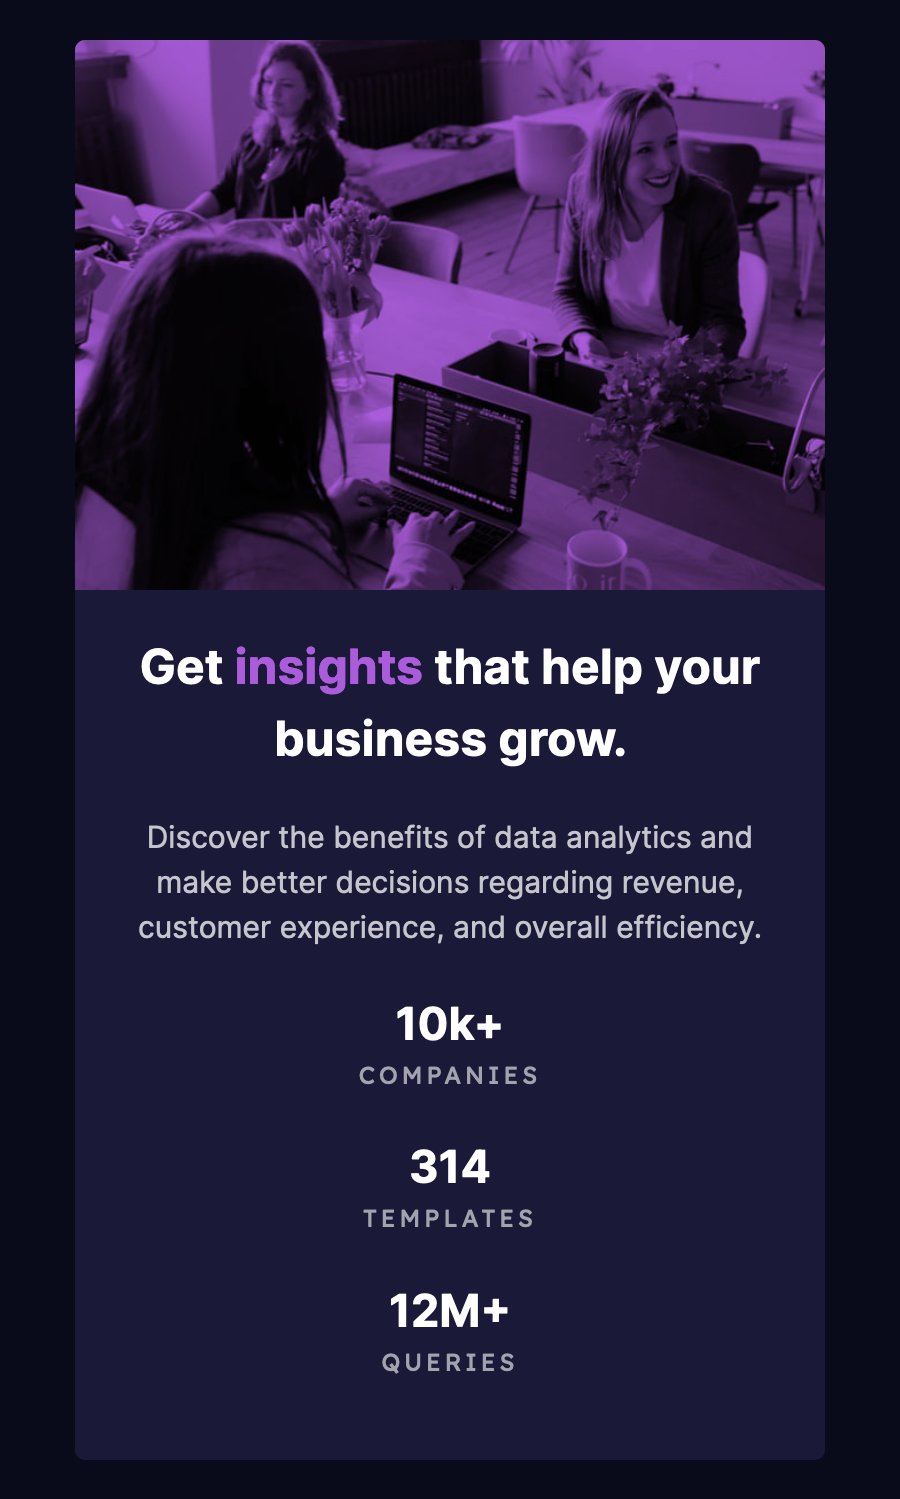 Get insights that help your
business grow.
Discover the benefits of data analytics and
make better decisions regarding revenue,
customer experience, and overall efficiency.
10k+
COMPANIES
314
TEMPLATES
12M+
QUERIES